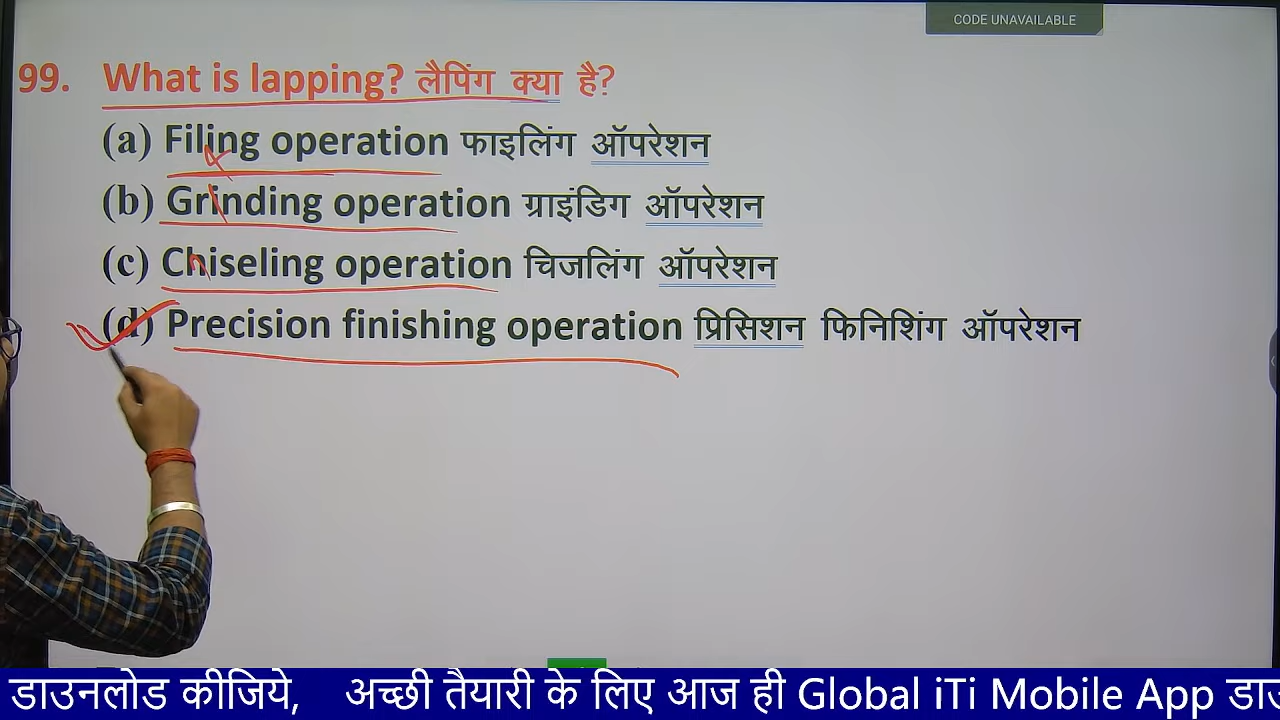 CODE UNAVAILABLE
99. What is lapping? लैपिंग क्या है?
(a) Filing operation फाइलिंग ऑपरेशन
(b) Grinding operation ग्राइंडिग ऑपरेशन
(c) Chiseling operation चिजलिंग ऑपरेशन
(d) Precision finishing operation प्रिसिशन फिनिशिंग ऑपरेशन
डाउनलोड कीजिये, अच्छी तैयारी के लिए आज ही Global iTi Mobile App